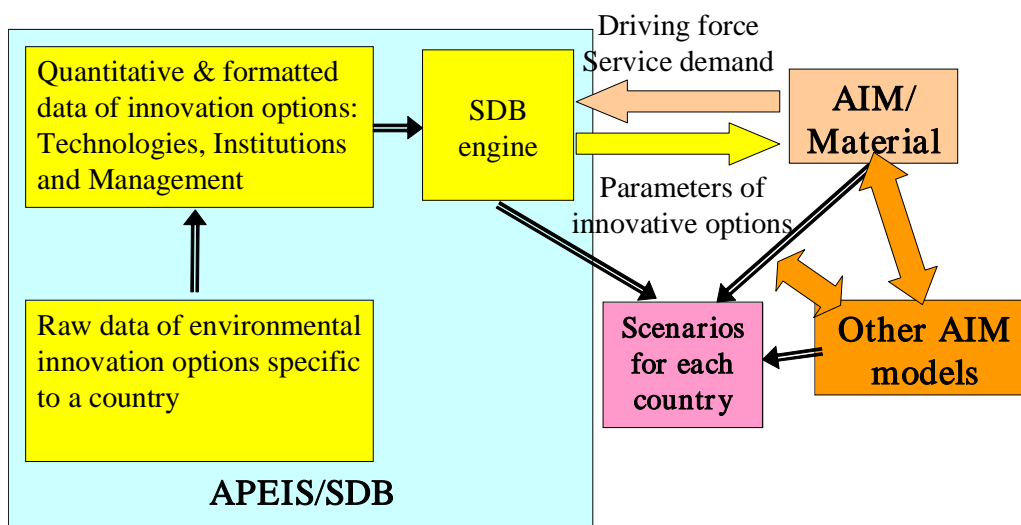 Quantitative & formatted
data of innovation options:
Technologies, Institutions
and Management
SDB
engine
Driving force
Service demand
AIM/
Material
Parameters of
innovative options
Raw data of environmental
innovation options specific
to a country
Scenarios
for each
country
Other AIM
models
APEIS/SDB